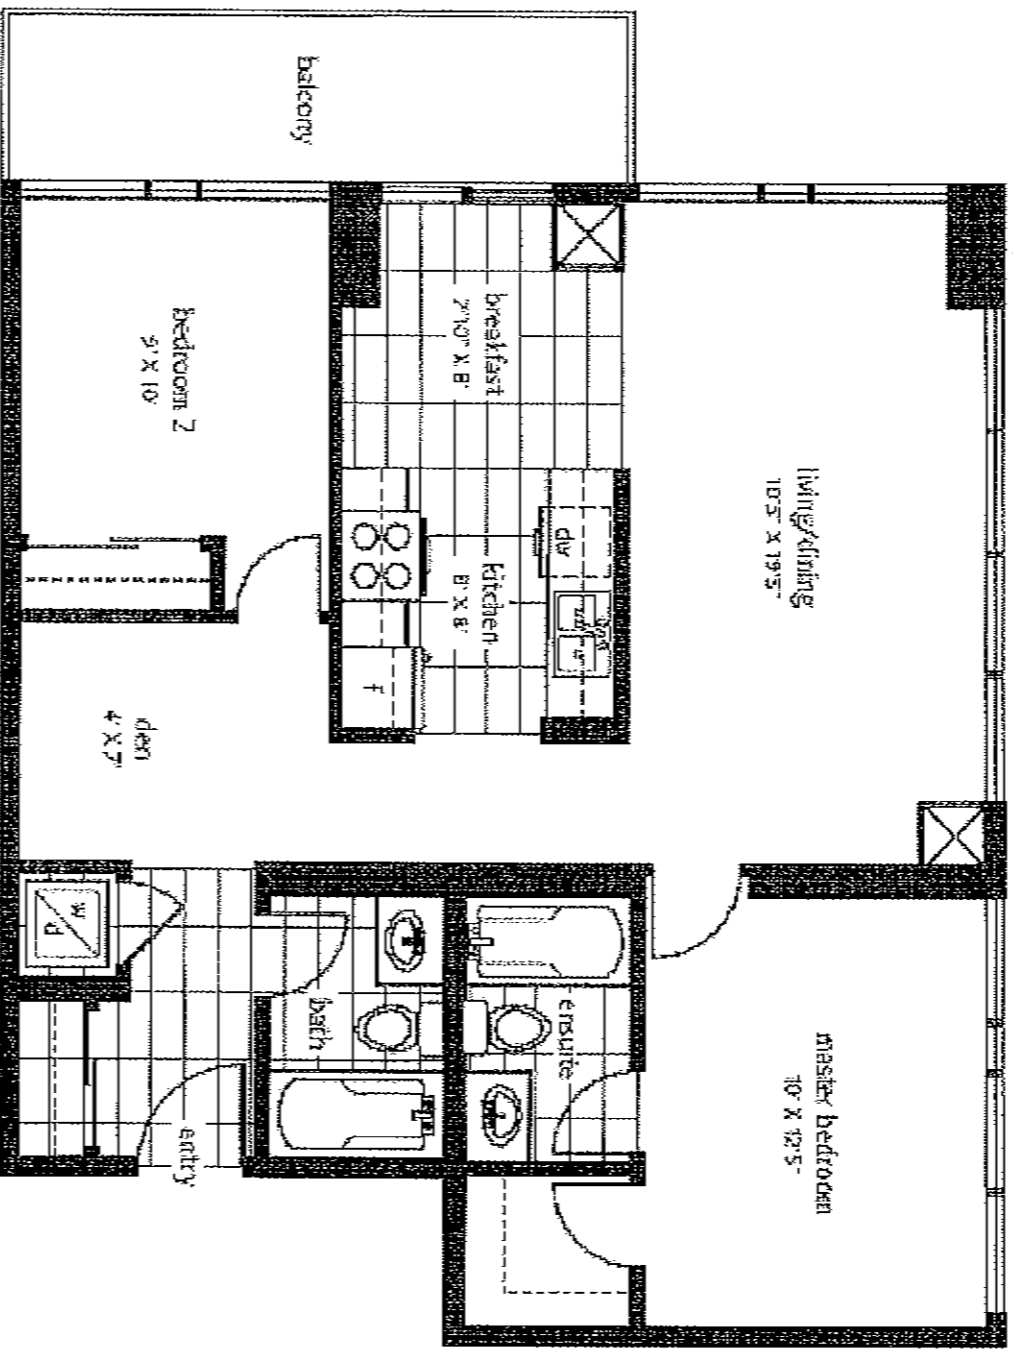 balcony
living/dining
10'5" X 19'5"
breakfast
7'10" X 8'
bedroom 2
9' X 10'
dw
kitchen
8' X 8'
f
den
4' X 7'
master bedroom
10' X 12'5"
ensuite
bath
entry
W
D